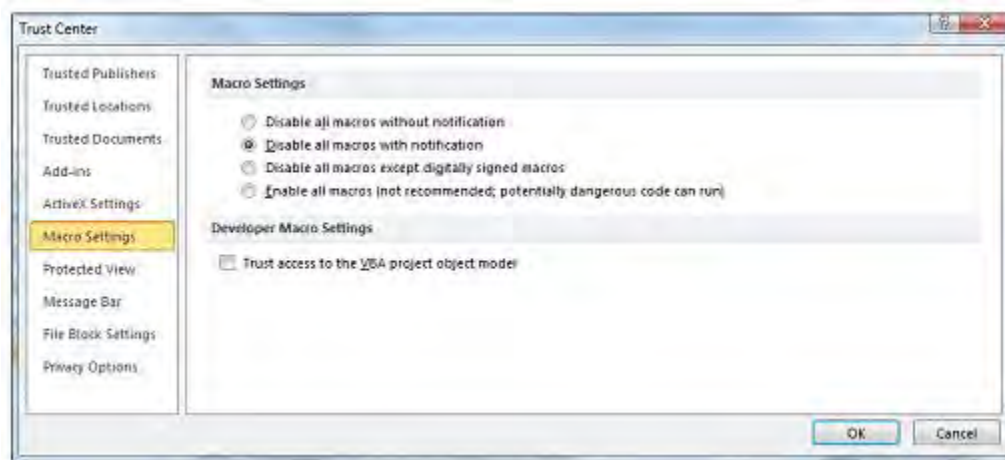 Trust Center
Trusted Publishers
Trusted Locations
Trusted Documents
Add-ins
ActiveX Settings
Macro Settings
Protected View
Message Bar
File Block Settings
Privacy Options
Macro Settings
Disable all macros without notification
Disable all macros with notification
Disable all macros except digitally signed macros
Enable all macros (not recommended; potentially dangerous code can run)
Developer Macro Settings
Trust access to the VBA project object model
OK
Cancel